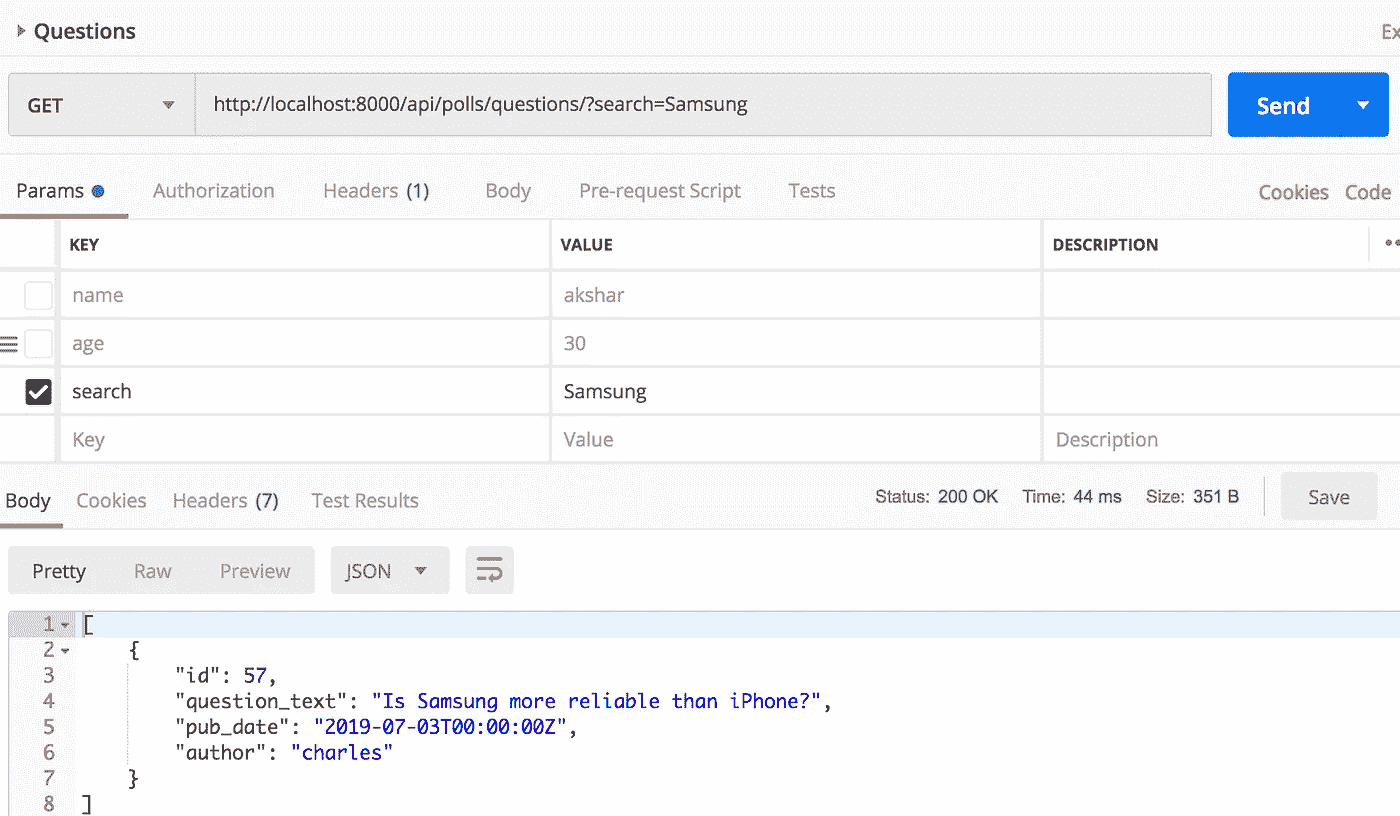 Questions
Ex
GET http://localhost:8000/api/polls/questions/?search=Samsung Send
Params Authorization Headers (1) Body Pre-request Script Tests Cookies Code
KEY VALUE DESCRIPTION
name akshar
age 30
search Samsung
Key Value Description
Body Cookies Headers (7) Test Results Status: 200 OK Time: 44 ms Size: 351 B Save
Pretty Raw Preview JSON
1 [
2 {
3 "id": 57,
4 "question_text": "Is Samsung more reliable than iPhone?",
5 "pub_date": "2019-07-03T00:00:00Z",
6 "author": "charles"
7 }
8 ]